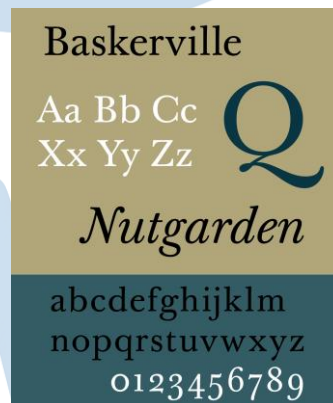 Baskerville
Aa Bb Cc
Xx Yy Zz
Q
Nutgarden
abcdefghijklm
nopqrstuvwxyz
0123456789